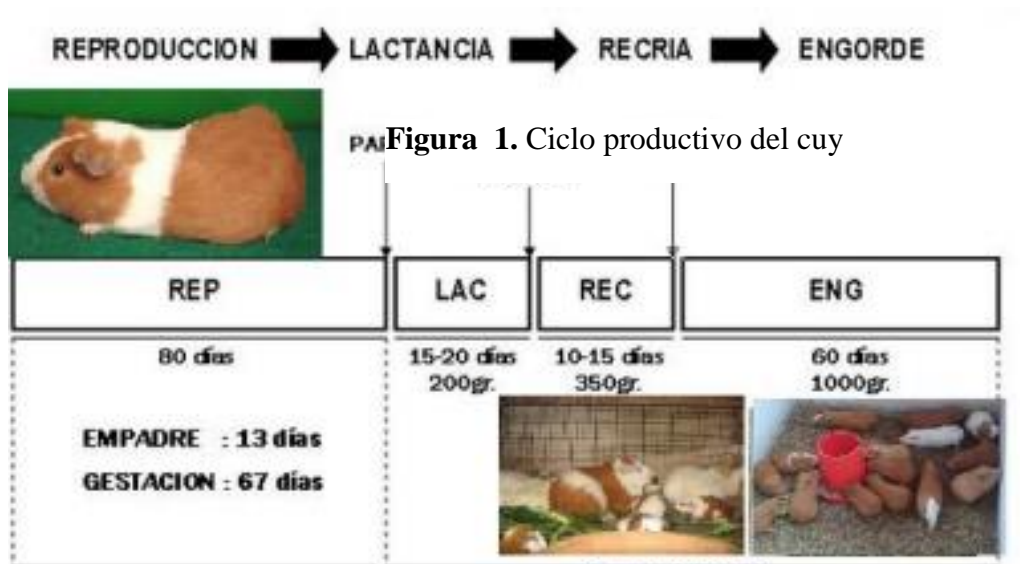 REPRODUCCION LACTANCIA RECRIA ENGORDE
Figura 1. Ciclo productivo del cuy
REP LAC REC ENG
80 días 15-20 días 10-15 días 60 días
200gr. 350gr. 1000gr.
EMPADRE : 13 días
GESTACION : 67 días